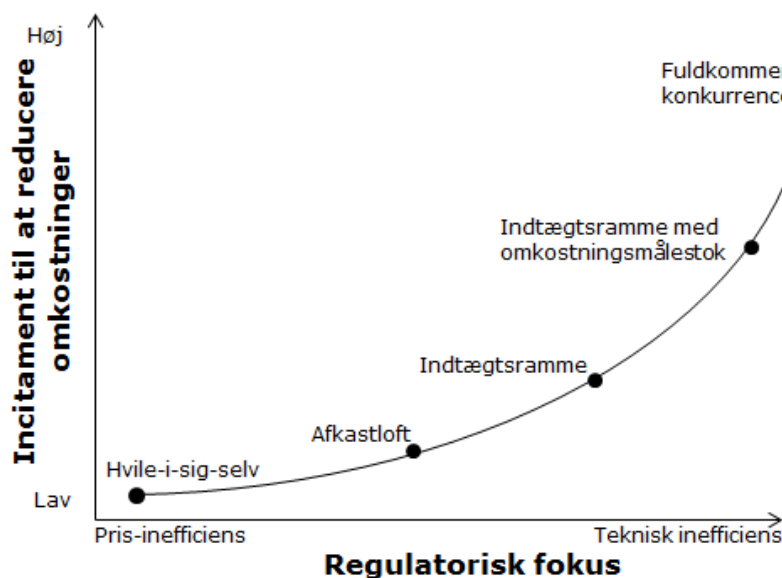 Høj
Incitament til at reducere
omkostninger
Fuldkommen
konkurrence
Indtægtsramme med
omkostningsmålestok
Indtægtsramme
Afkastloft
Hvile-i-sig-selv
Lav
Pris-inefficiens
Teknisk inefficiens
Regulatorisk fokus